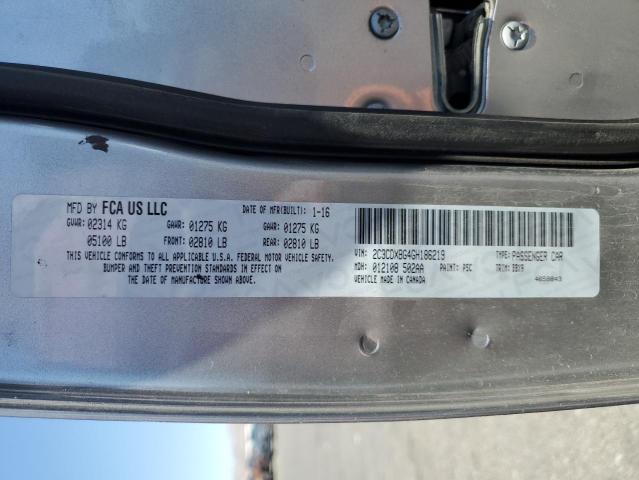 MFD BY FCA US LLC DATE OF MFR(BUILT): 1-16
GVWR: 02314 KG GAWR: 01275 KG GAWR: 01275 KG
05100 LB FRONT: 02810 LB REAR: 02810 LB
THIS VEHICLE CONFORMS TO ALL APPLICABLE U.S.A. FEDERAL MOTOR VEHICLE SAFETY,
BUMPER AND THEFT PREVENTION STANDARDS IN EFFECT ON
THE DATE OF MANUFACTURE SHOWN ABOVE.
VIN: 2C3CDXBG4GH186219 TYPE: PASSENGER CAR
MDH: 012108 502AA PAINT: PSC TRIM: BBX9
VEHICLE MADE IN CANADA 4650043